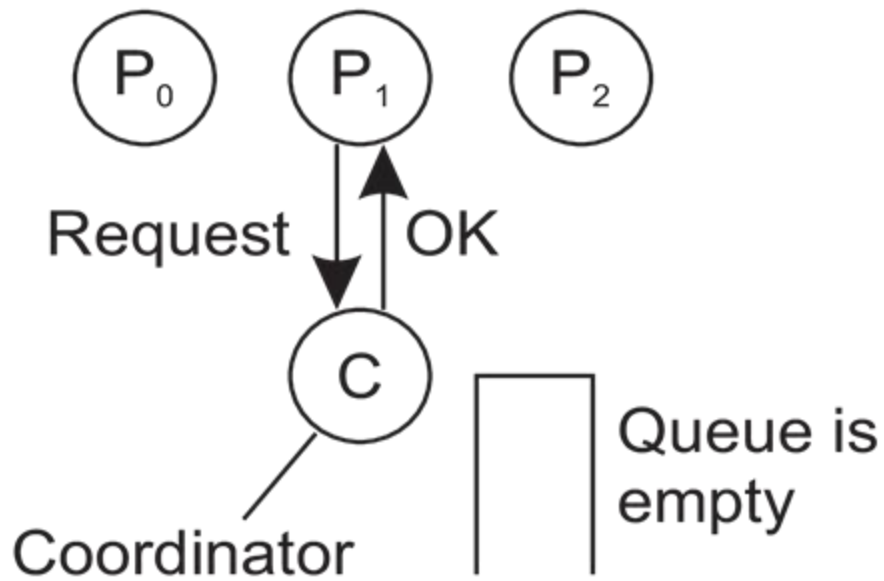 P₀
P₁
P₂
Request
OK
C
Queue is
empty
Coordinator